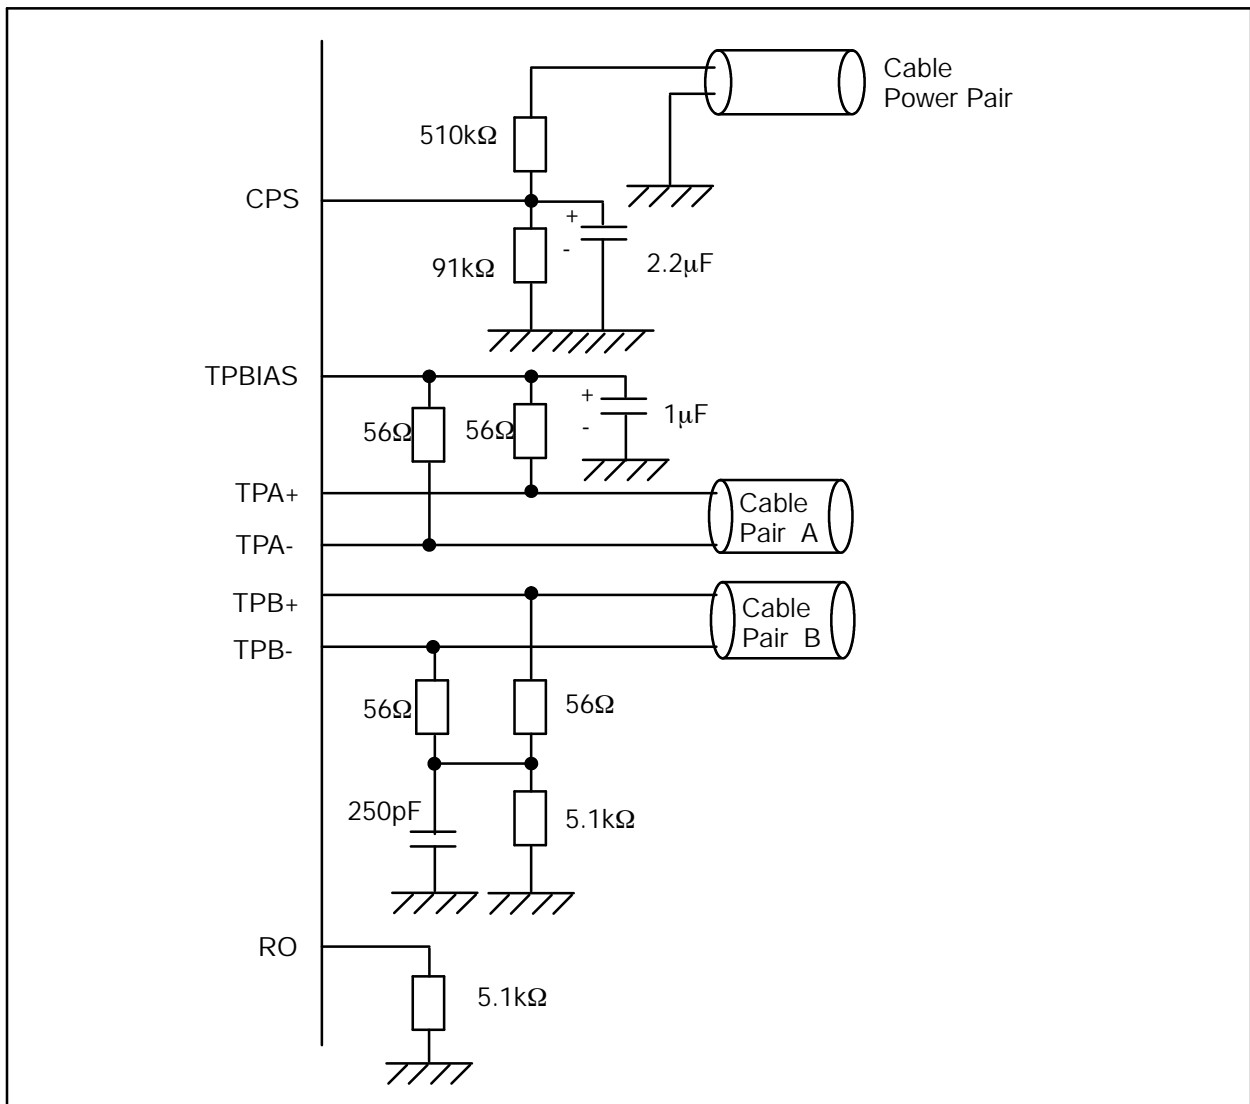 Cable
Power Pair
510kΩ
CPS
+
-
91kΩ
2.2μF
TPBIAS
+
-
1μF
56Ω
56Ω
TPA+
Cable
Pair A
TPA-
TPB+
Cable
Pair B
TPB-
56Ω
56Ω
250pF
5.1kΩ
RO
5.1kΩ